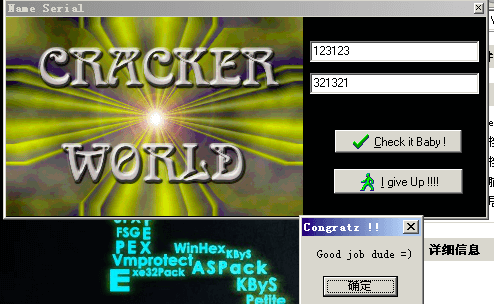 Name Serial
CRACKER
WORLD
123123
321321
Check it Baby !
I give Up !!!!
Congratz !!
Good job dude =)
确定
详细信息
FSG E
PEX
WinHex
KByS
Vmprotect
ASPack
Exe32Pack
KByS
Petite